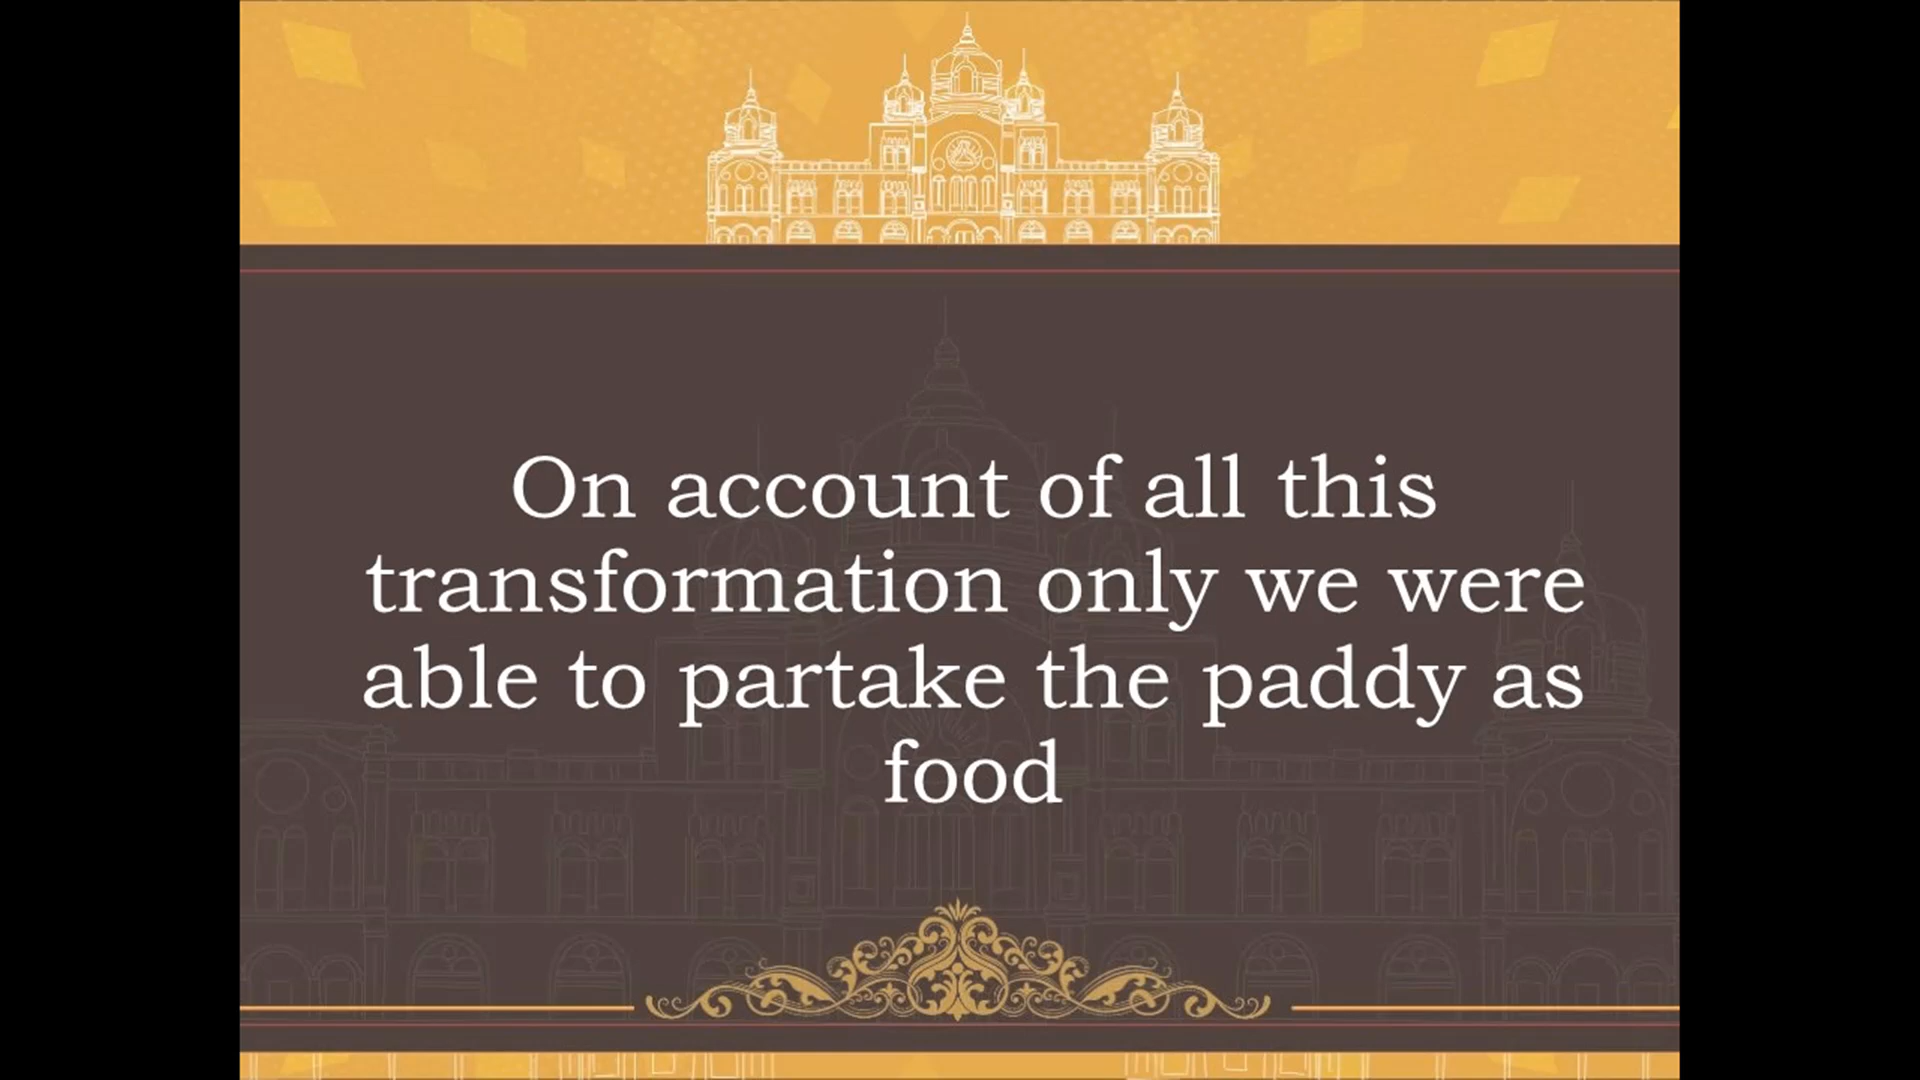 On account of all this
transformation only we were
able to partake the paddy as
food